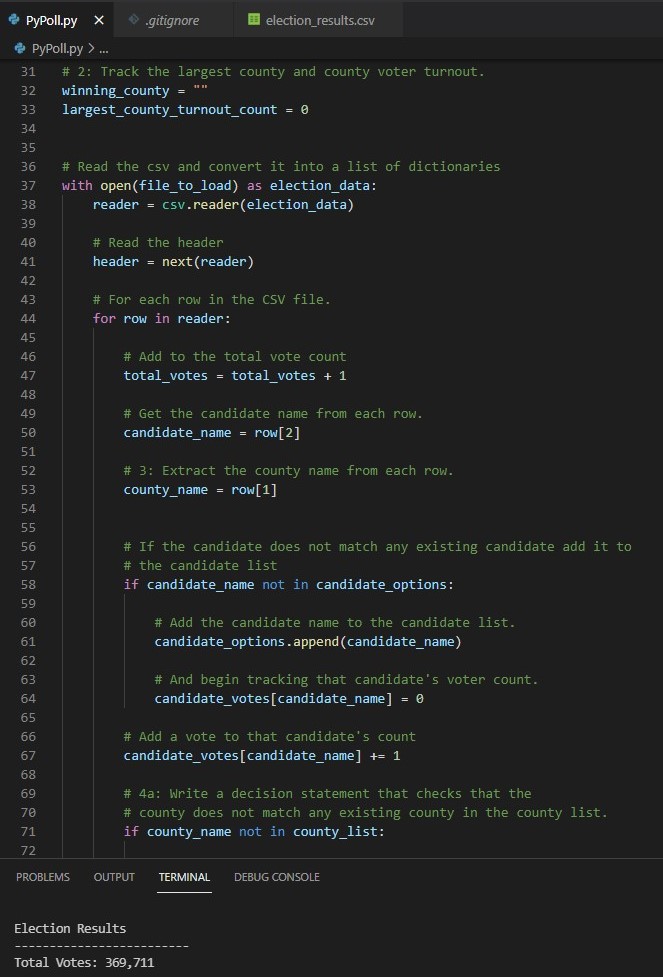 PyPoll.py × .gitignore election_results.csv
PyPoll.py > ...
31 # 2: Track the largest county and county voter turnout.
32 winning_county = ""
33 largest_county_turnout_count = 0
34
35
36 # Read the csv and convert it into a list of dictionaries
37 with open(file_to_load) as election_data:
38     reader = csv.reader(election_data)
39
40     # Read the header
41     header = next(reader)
42
43     # For each row in the CSV file.
44     for row in reader:
45
46         # Add to the total vote count
47         total_votes = total_votes + 1
48
49         # Get the candidate name from each row.
50         candidate_name = row[2]
51
52         # 3: Extract the county name from each row.
53         county_name = row[1]
54
55
56         # If the candidate does not match any existing candidate add it to
57         # the candidate list
58         if candidate_name not in candidate_options:
59
60             # Add the candidate name to the candidate list.
61             candidate_options.append(candidate_name)
62
63             # And begin tracking that candidate's voter count.
64             candidate_votes[candidate_name] = 0
65
66         # Add a vote to that candidate's count
67         candidate_votes[candidate_name] += 1
68
69         # 4a: Write a decision statement that checks that the
70         # county does not match any existing county in the county list.
71         if county_name not in county_list:
72
PROBLEMS OUTPUT TERMINAL DEBUG CONSOLE
Election Results
-------------------------
Total Votes: 369,711